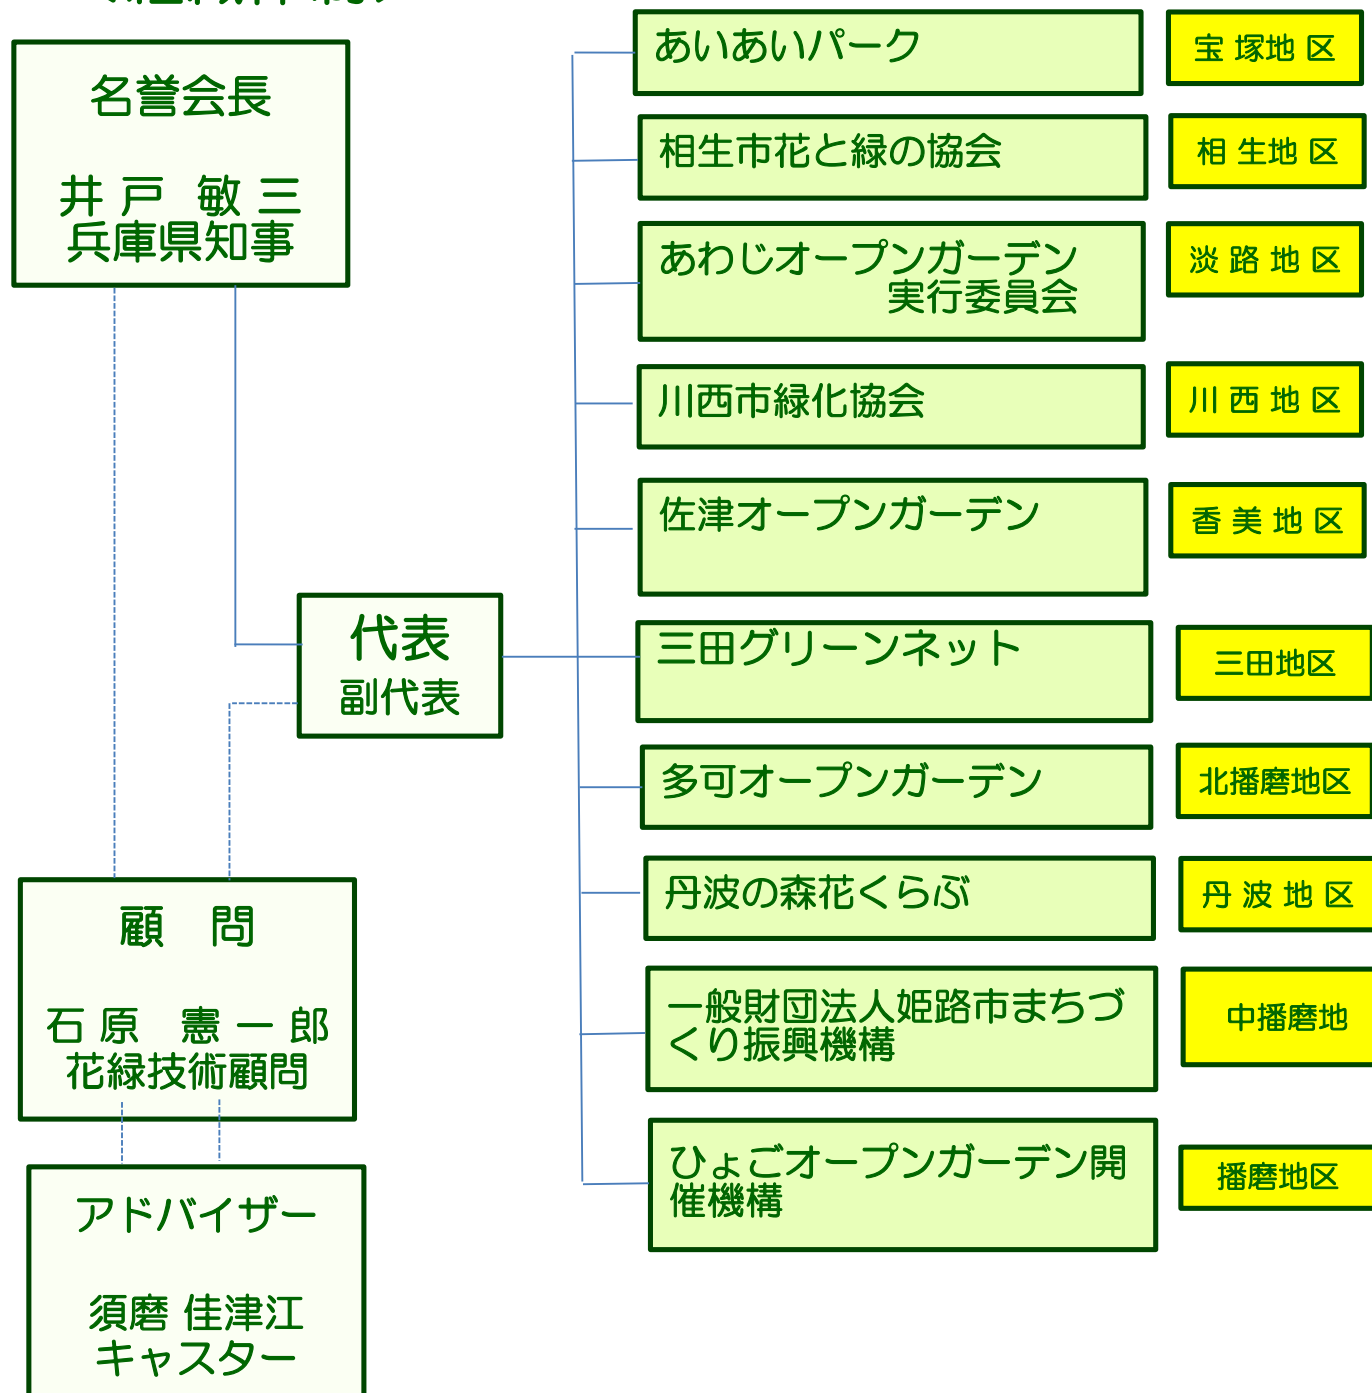 名誉会長
井 戸 敏 三
兵庫県知事
代表
副代表
顧 問
石 原 憲 一 郎
花緑技術顧問
アドバイザー
須磨 佳津江
キャスター
あいあいパーク
宝 塚地 区
相生市花と緑の協会
相 生地 区
あわじオープンガーデン
実行委員会
淡 路 地 区
川西市緑化協会
川 西 地 区
佐津オープンガーデン
香 美 地 区
三田グリーンネット
三田地区
多可オープンガーデン
北播磨地区
丹波の森花くらぶ
丹 波 地 区
一般財団法人姫路市まちづ
くり振興機構
中播磨地
ひょごオープンガーデン開
催機構
播磨地区